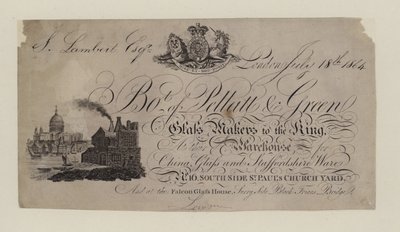 S. Lambert Esqr.
London July 18th 1804
Bot. of Pellatt & Green
Glass Makers to the King,
At their Warehouse for
China, Glass and Staffordshire Ware
No. 16, SOUTH SIDE ST. PAUL'S CHURCH YARD.
And at the Falcon Glass House, Surry Side Black Friars Bridge
London